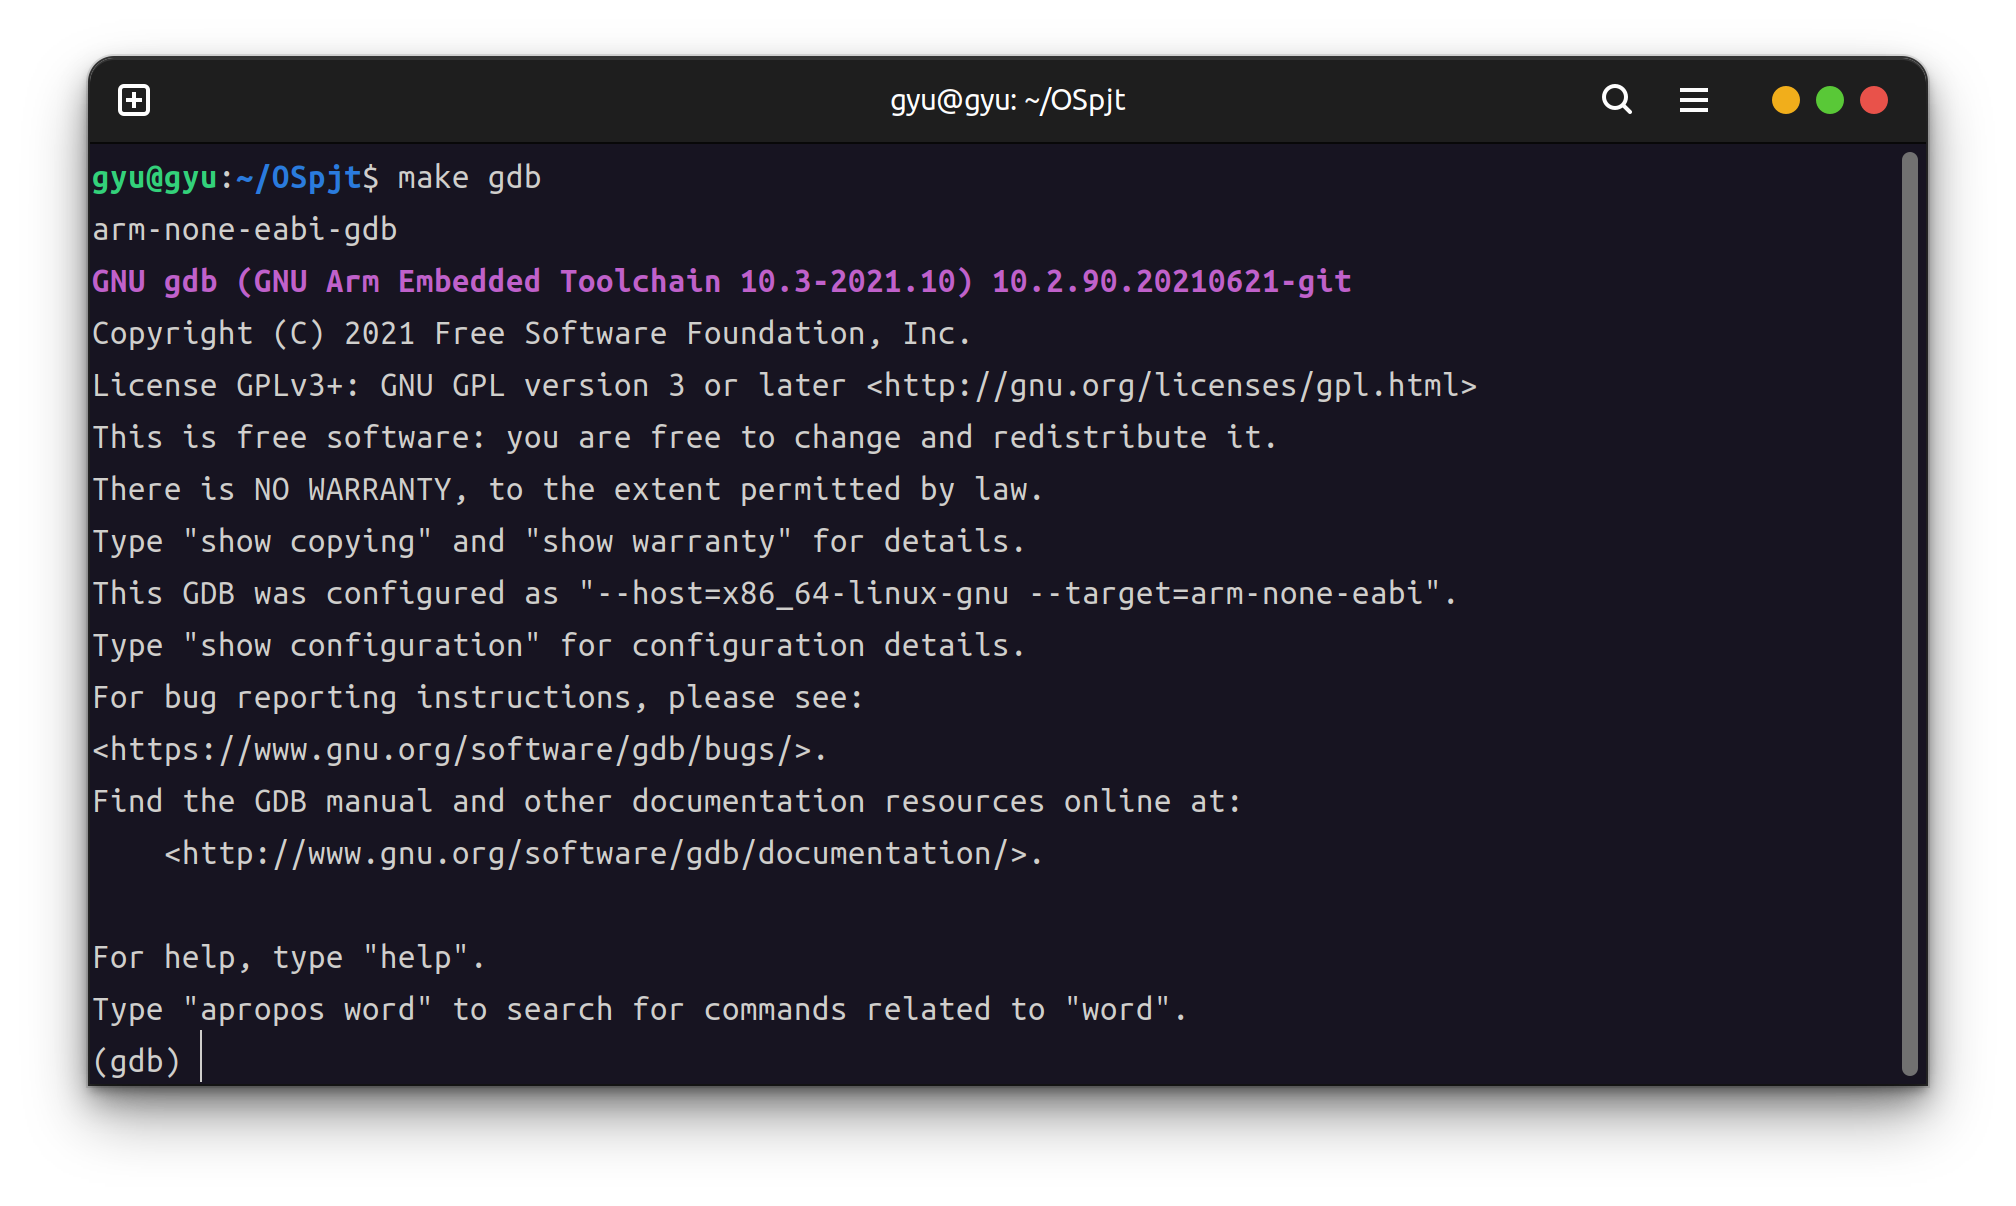 gyu@gyu: ~/OSpjt
gyu@gyu:~/OSpjt$ make gdb
arm-none-eabi-gdb
GNU gdb (GNU Arm Embedded Toolchain 10.3-2021.10) 10.2.90.20210621-git
Copyright (C) 2021 Free Software Foundation, Inc.
License GPLv3+: GNU GPL version 3 or later <http://gnu.org/licenses/gpl.html>
This is free software: you are free to change and redistribute it.
There is NO WARRANTY, to the extent permitted by law.
Type "show copying" and "show warranty" for details.
This GDB was configured as "--host=x86_64-linux-gnu --target=arm-none-eabi".
Type "show configuration" for configuration details.
For bug reporting instructions, please see:
<https://www.gnu.org/software/gdb/bugs/>.
Find the GDB manual and other documentation resources online at:
    <http://www.gnu.org/software/gdb/documentation/>.

For help, type "help".
Type "apropos word" to search for commands related to "word".
(gdb)